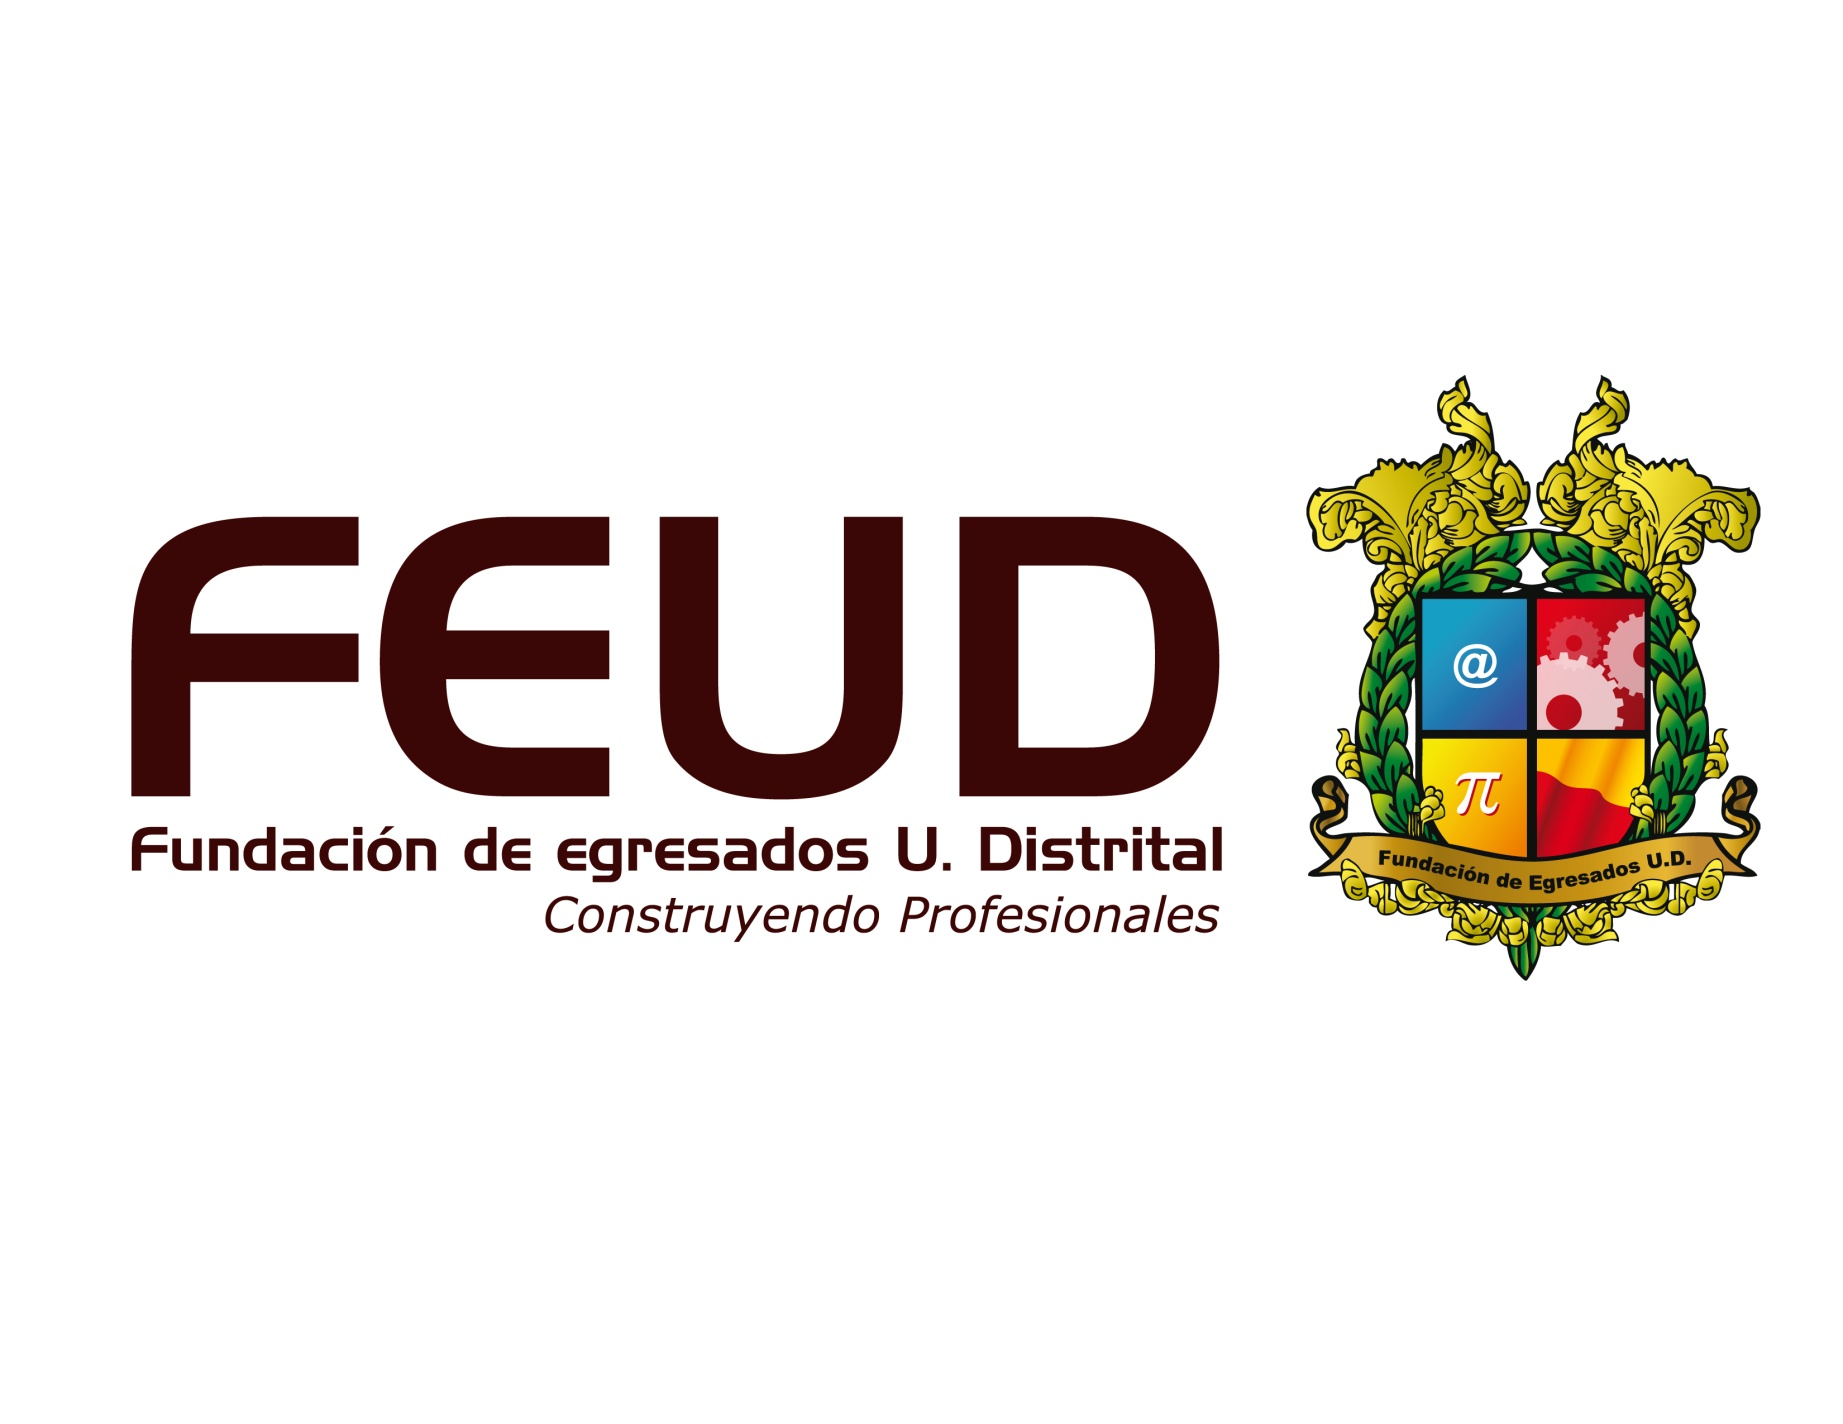 FEUD
Fundación de egresados U. Distrital
Construyendo Profesionales
@
π
Fundación de Egresados U.D.